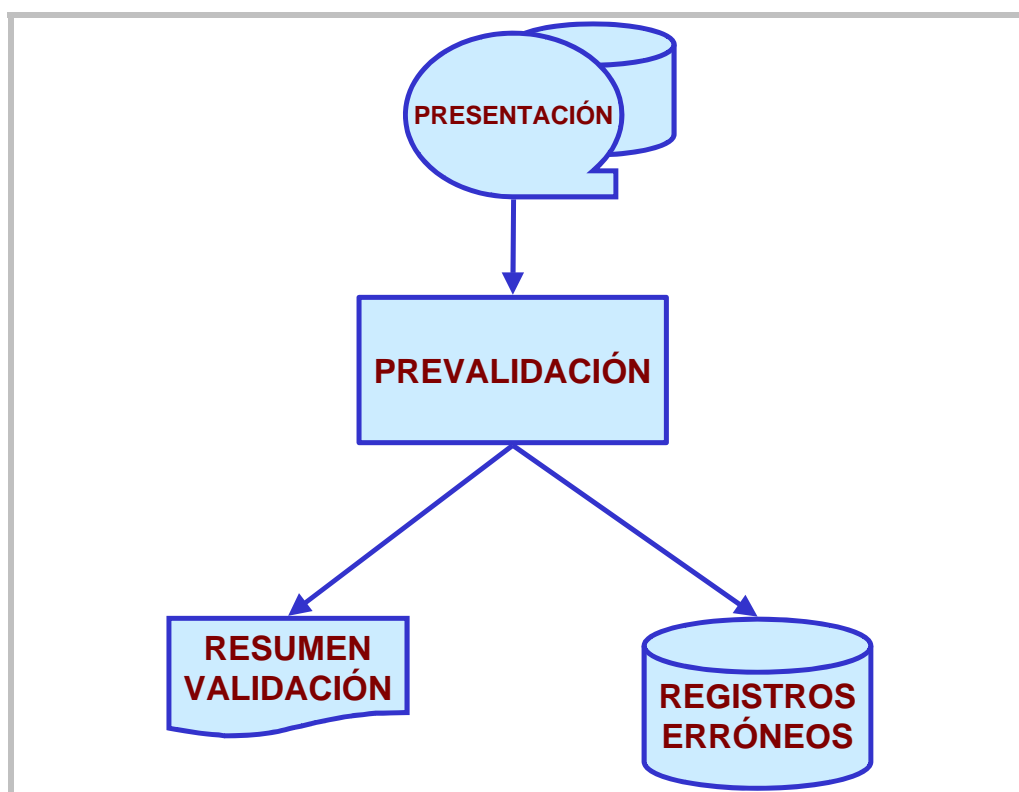 PRESENTACIÓN
PREVALIDACIÓN
RESUMEN
VALIDACIÓN
REGISTROS
ERRÓNEOS